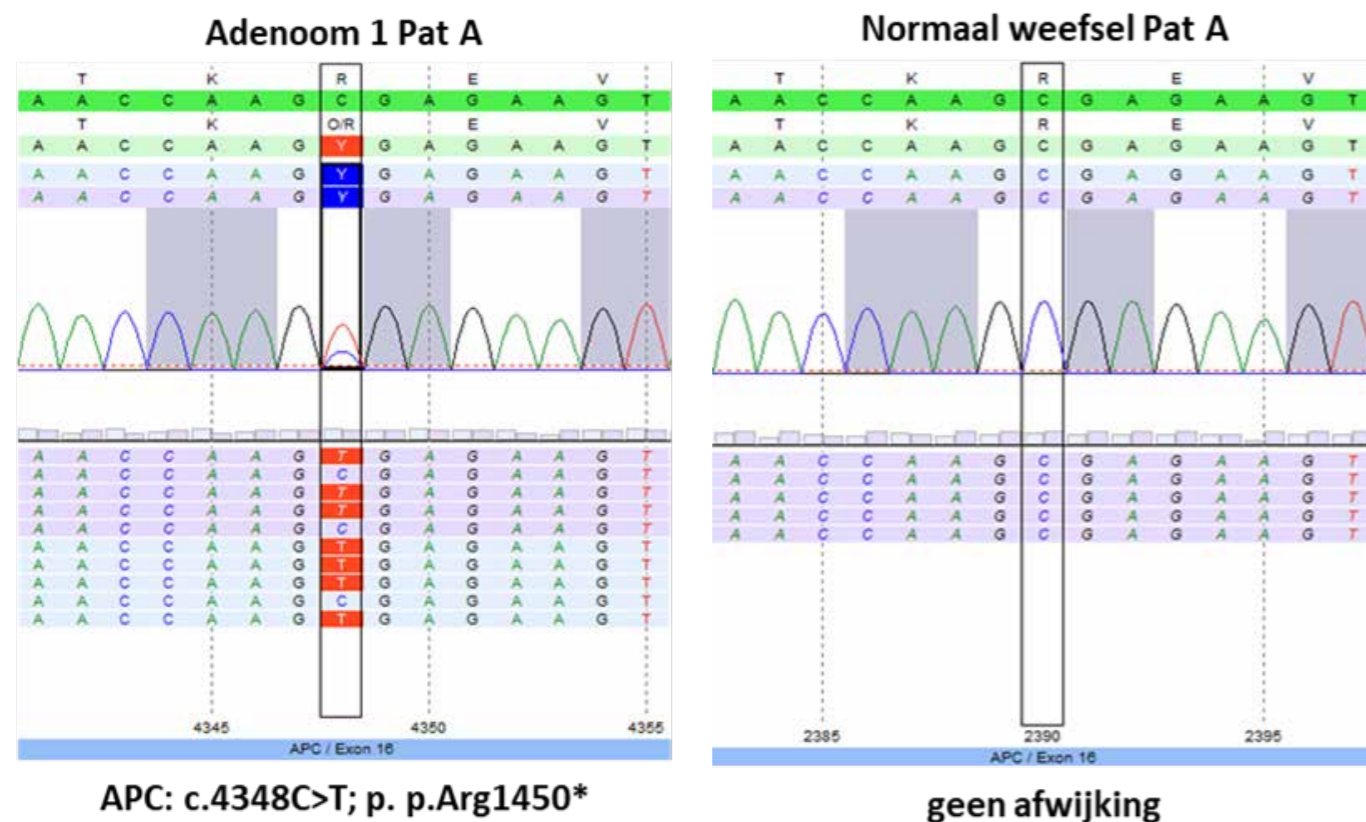 Adenoom 1 Pat A
T K R E V
A A C C A A G C G A G A A G T
T K O/R E V
A A C C A A G Y G A G A A G T
A A C C A A G Y G A G A A G T
A A C C A A G Y G A G A A G T
A A C C A A G T G A G A A G T
A A C C A A G C G A G A A G T
A A C C A A G T G A G A A G T
A A C C A A G T G A G A A G T
A A C C A A G C G A G A A G T
A A C C A A G T G A G A A G T
A A C C A A G T G A G A A G T
A A C C A A G T G A G A A G T
A A C C A A G C G A G A A G T
A A C C A A G T G A G A A G T
4345 4350 4355
APC / Exon 16
APC: c.4348C>T; p. p.Arg1450*
Normaal weefsel Pat A
T K R E V
A A C C A A G C G A G A A G T
T K R E V
A A C C A A G C G A G A A G T
A A C C A A G C G A G A A G T
A A C C A A G C G A G A A G T
A A C C A A G C G A G A A G T
A A C C A A G C G A G A A G T
A A C C A A G C G A G A A G T
A A C C A A G C G A G A A G T
A A C C A A G C G A G A A G T
2385 2390 2395
APC / Exon 16
geen afwijking